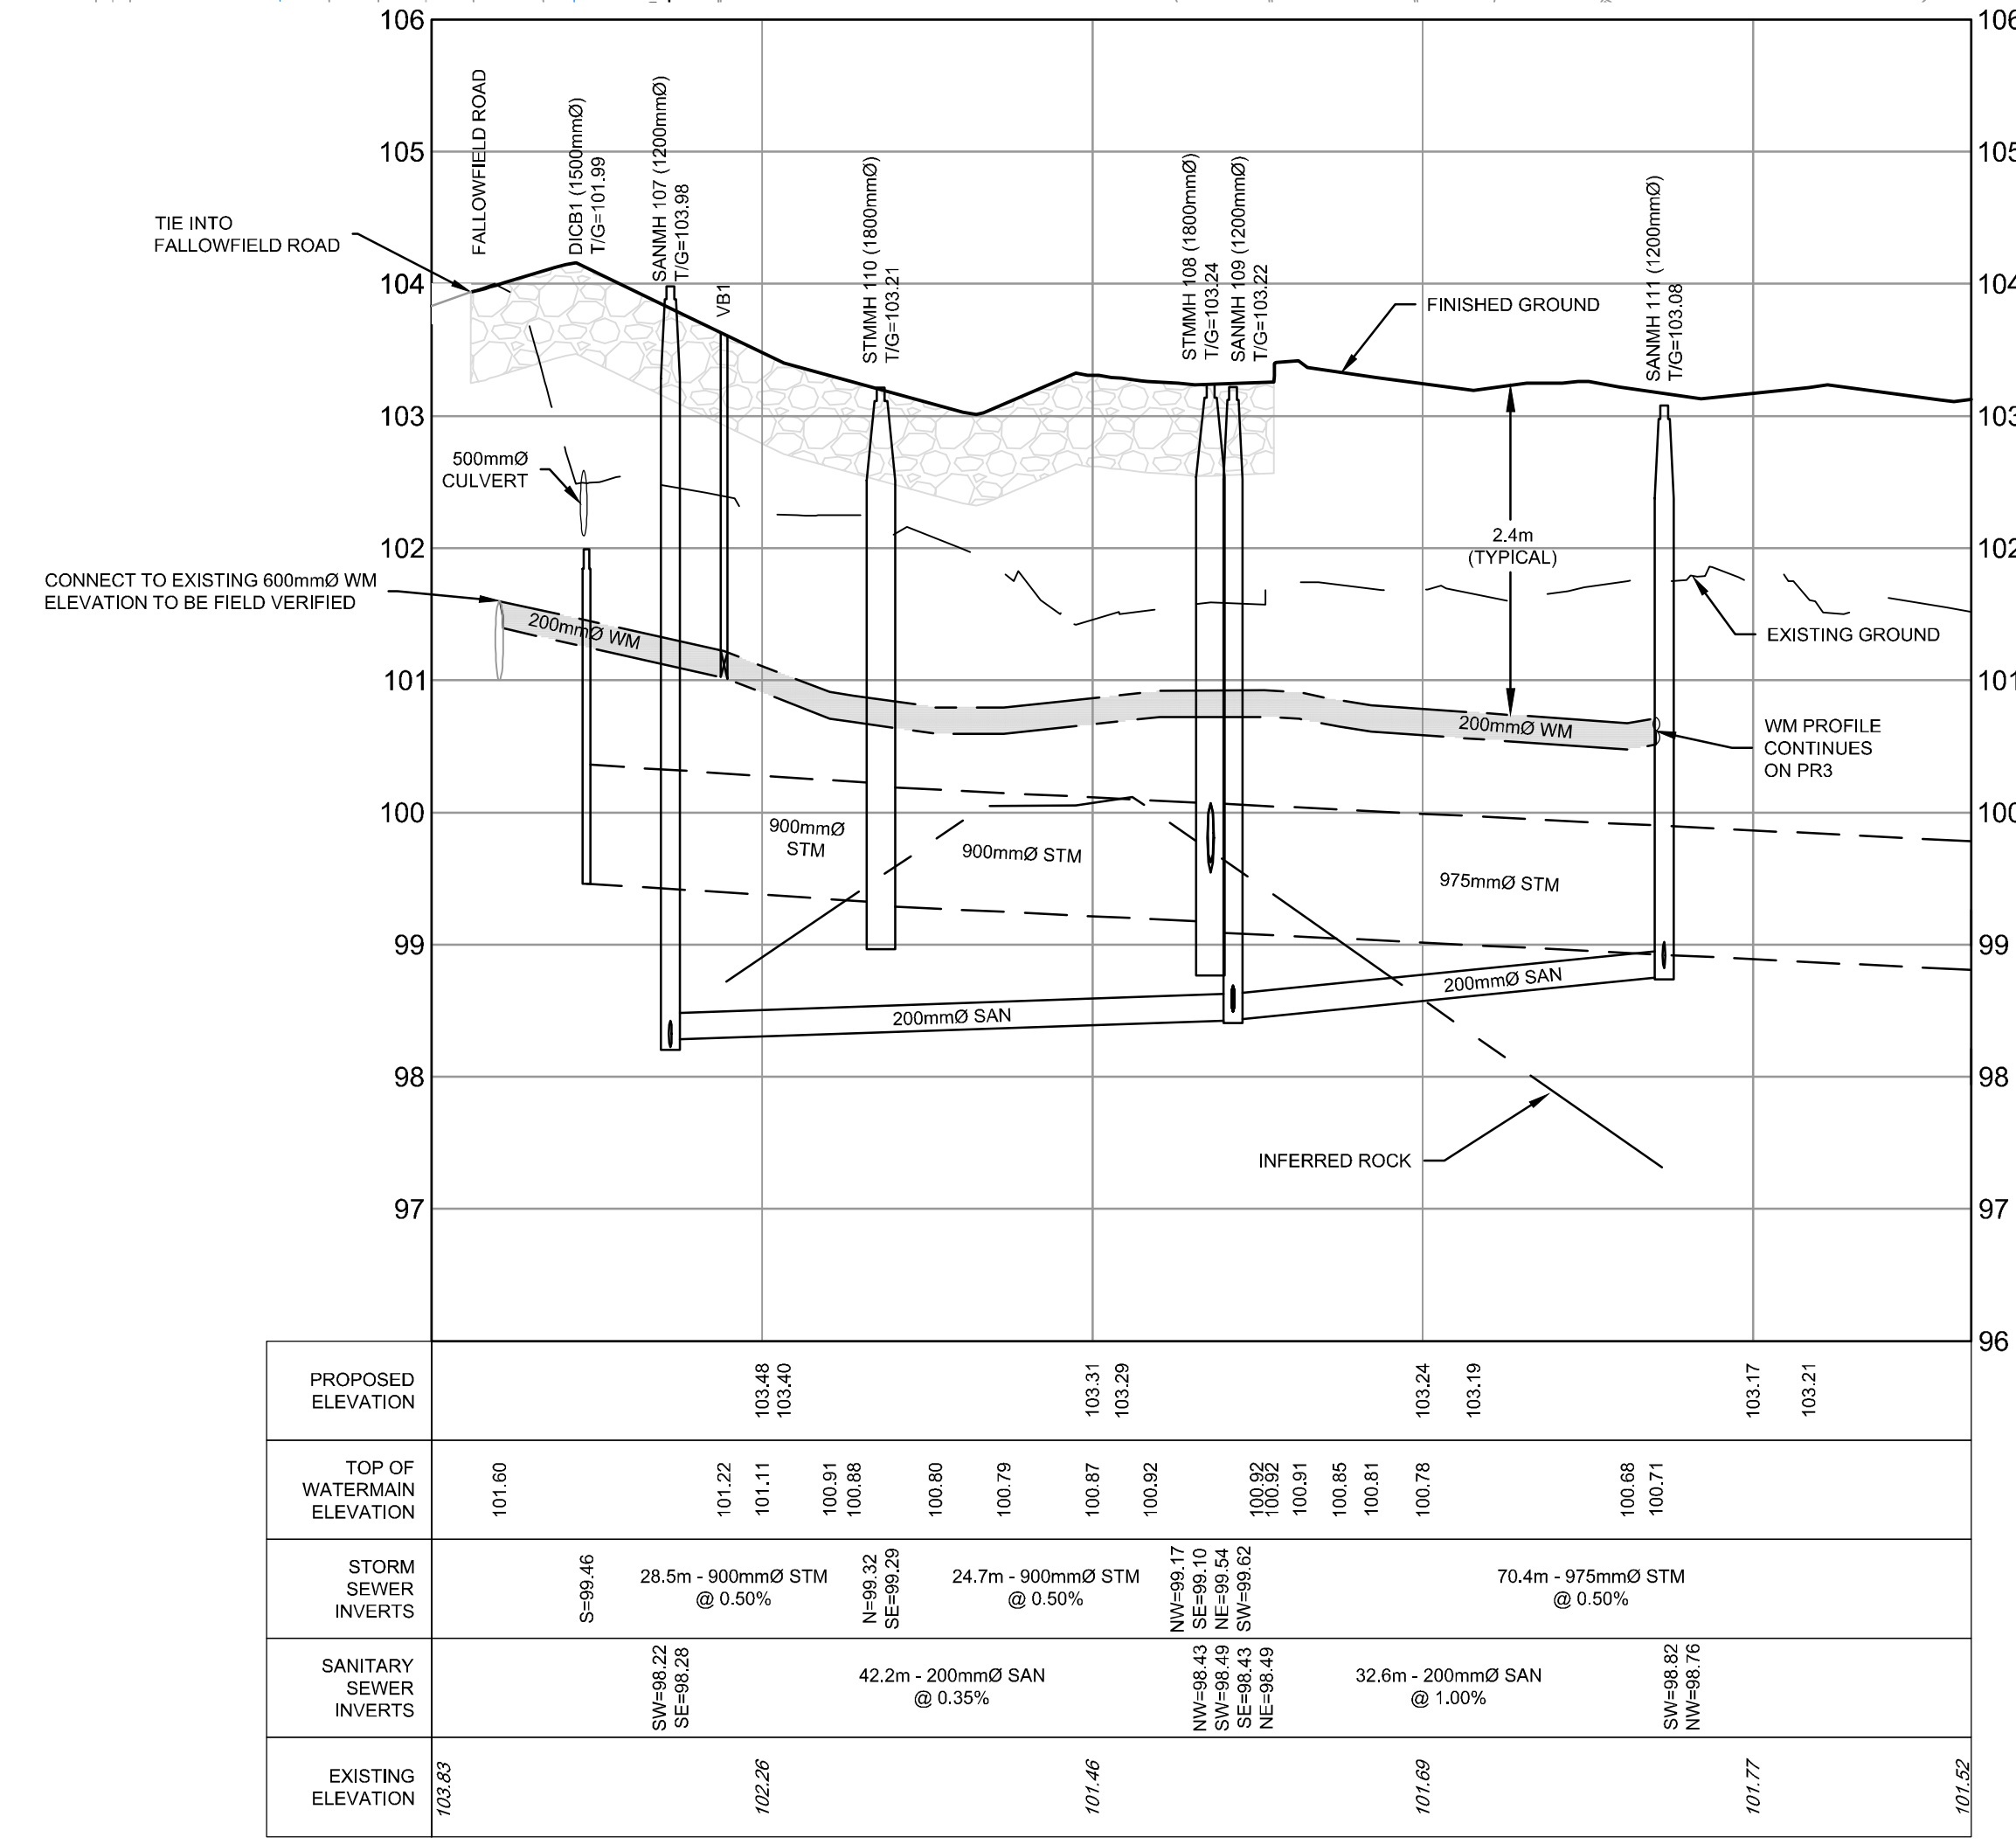 106
105
104
103
102
101
100
99
98
97
106
105
104
103
102
101
100
99
98
97
96
FALLOWFIELD ROAD
DICB1 (1500mmØ)
T/G=101.99
SANMH 107 (1200mmØ)
T/G=103.98
VB1
STMMH 110 (1800mmØ)
T/G=103.21
STMMH 108 (1800mmØ)
T/G=103.24
SANMH 109 (1200mmØ)
T/G=103.22
SANMH 111 (1200mmØ)
T/G=103.08
TIE INTO
FALLOWFIELD ROAD
FINISHED GROUND
500mmØ
CULVERT
2.4m
(TYPICAL)
CONNECT TO EXISTING 600mmØ WM
ELEVATION TO BE FIELD VERIFIED
200mmØ WM
EXISTING GROUND
200mmØ WM
WM PROFILE
CONTINUES
ON PR3
900mmØ
STM
900mmØ STM
975mmØ STM
200mmØ SAN
200mmØ SAN
INFERRED ROCK
PROPOSED
ELEVATION
103.48
103.40
103.31
103.29
103.24
103.19
103.17
103.21
TOP OF
WATERMAIN
ELEVATION
101.60
101.22
101.11
100.91
100.88
100.80
100.79
100.87
100.92
100.92
100.92
100.91
100.85
100.81
100.78
100.68
100.71
STORM
SEWER
INVERTS
S=99.46
28.5m - 900mmØ STM
@ 0.50%
N=99.32
SE=99.29
24.7m - 900mmØ STM
@ 0.50%
NW=99.17
SE=99.10
NE=99.54
SW=99.62
70.4m - 975mmØ STM
@ 0.50%
SANITARY
SEWER
INVERTS
SW=98.22
SE=98.28
42.2m - 200mmØ SAN
@ 0.35%
NW=98.43
SW=98.49
SE=98.43
NE=98.49
32.6m - 200mmØ SAN
@ 1.00%
SW=98.82
NW=98.76
EXISTING
ELEVATION
103.83
102.26
101.46
101.69
101.77
101.52